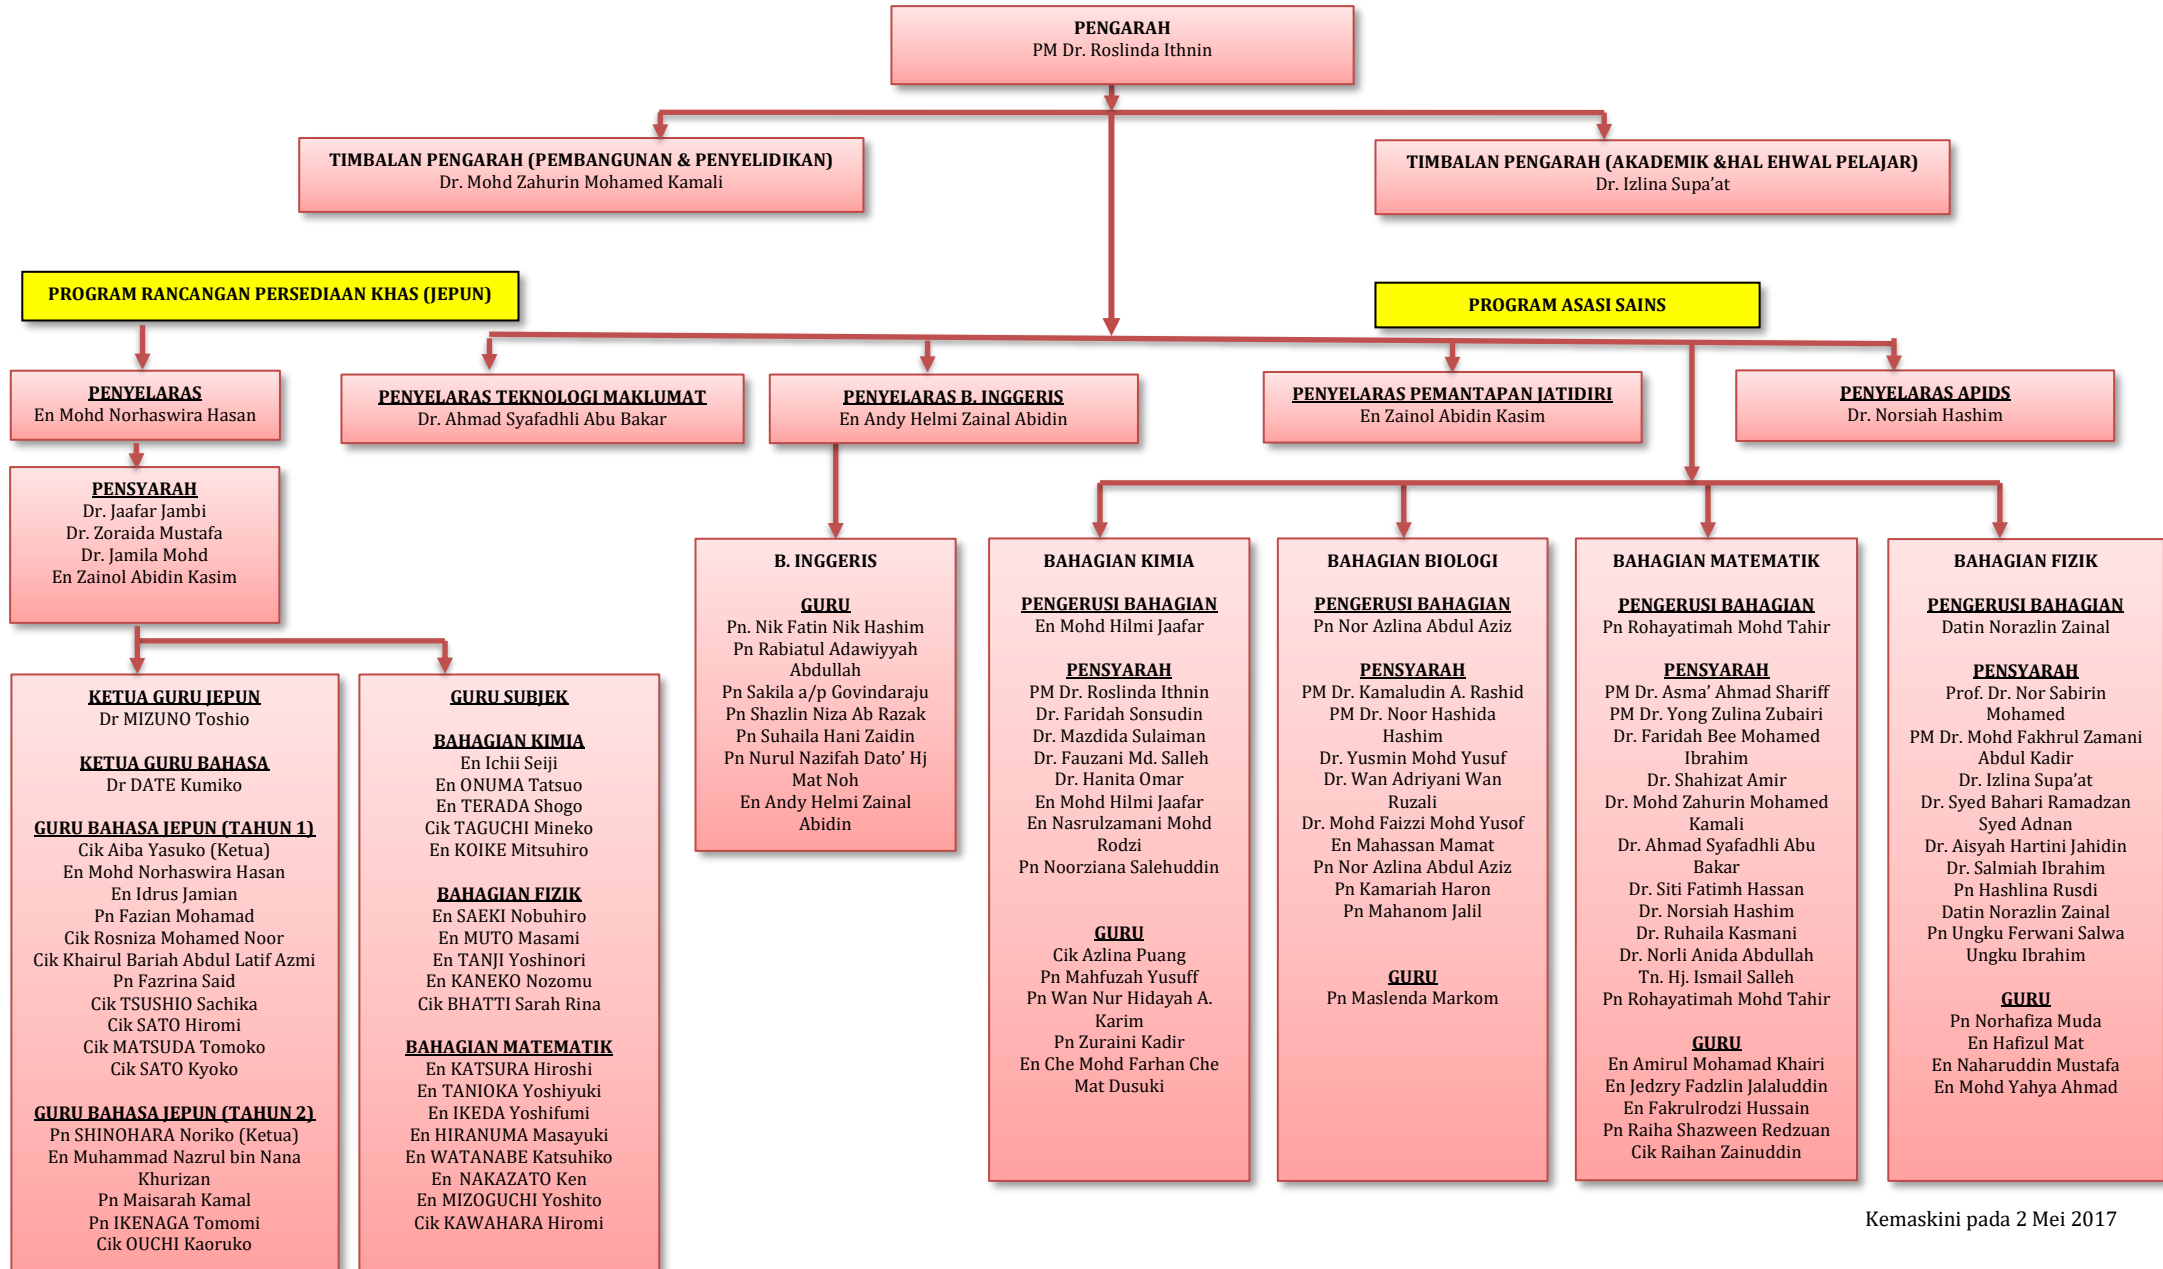 PENGARAH
PM Dr. Roslinda Ithnin
TIMBALAN PENGARAH (PEMBANGUNAN & PENYELIDIKAN)
Dr. Mohd Zahurin Mohamed Kamali
TIMBALAN PENGARAH (AKADEMIK &HAL EHWAL PELAJAR)
Dr. Izlina Supa’at
PROGRAM RANCANGAN PERSEDIAAN KHAS (JEPUN)
PROGRAM ASASI SAINS
PENYELARAS
En Mohd Norhaswira Hasan
PENYELARAS TEKNOLOGI MAKLUMAT
Dr. Ahmad Syafadhli Abu Bakar
PENYELARAS B. INGGERIS
En Andy Helmi Zainal Abidin
PENYELARAS PEMANTAPAN JATIDIRI
En Zainol Abidin Kasim
PENYELARAS APIDS
Dr. Norsiah Hashim
PENSYARAH
Dr. Jaafar Jambi
Dr. Zoraida Mustafa
Dr. Jamila Mohd
En Zainol Abidin Kasim
KETUA GURU JEPUN
Dr MIZUNO Toshio
KETUA GURU BAHASA
Dr DATE Kumiko
GURU BAHASA JEPUN (TAHUN 1)
Cik Aiba Yasuko (Ketua)
En Mohd Norhaswira Hasan
En Idrus Jamian
Pn Fazian Mohamad
Cik Rosniza Mohamed Noor
Cik Khairul Bariah Abdul Latif Azmi
Pn Fazrina Said
Cik TSUSHIO Sachika
Cik SATO Hiromi
Cik MATSUDA Tomoko
Cik SATO Kyoko
GURU BAHASA JEPUN (TAHUN 2)
Pn SHINOHARA Noriko (Ketua)
En Muhammad Nazrul bin Nana
Khurizan
Pn Maisarah Kamal
Pn IKENAGA Tomomi
Cik OUCHI Kaoruko
GURU SUBJEK
BAHAGIAN KIMIA
En Ichii Seiji
En ONUMA Tatsuo
En TERADA Shogo
Cik TAGUCHI Mineko
En KOIKE Mitsuhiro
BAHAGIAN FIZIK
En SAEKI Nobuhiro
En MUTO Masami
En TANJI Yoshinori
En KANEKO Nozomu
Cik BHATTI Sarah Rina
BAHAGIAN MATEMATIK
En KATSURA Hiroshi
En TANIOKA Yoshiyuki
En IKEDA Yoshifumi
En HIRANUMA Masayuki
En WATANABE Katsuhiko
En NAKAZATO Ken
En MIZOGUCHI Yoshito
Cik KAWAHARA Hiromi
B. INGGERIS
GURU
Pn. Nik Fatin Nik Hashim
Pn Rabiatul Adawiyyah
Abdullah
Pn Sakila a/p Govindaraju
Pn Shazlin Niza Ab Razak
Pn Suhaila Hani Zaidin
Pn Nurul Nazifah Dato’ Hj
Mat Noh
En Andy Helmi Zainal
Abidin
BAHAGIAN KIMIA
PENGERUSI BAHAGIAN
En Mohd Hilmi Jaafar
PENSYARAH
PM Dr. Roslinda Ithnin
Dr. Faridah Sonsudin
Dr. Mazdida Sulaiman
Dr. Fauzani Md. Salleh
Dr. Hanita Omar
En Mohd Hilmi Jaafar
En Nasrulzamani Mohd
Rodzi
Pn Noorziana Salehuddin
GURU
Cik Azlina Puang
Pn Mahfuzah Yusuff
Pn Wan Nur Hidayah A.
Karim
Pn Zuraini Kadir
En Che Mohd Farhan Che
Mat Dusuki
BAHAGIAN BIOLOGI
PENGERUSI BAHAGIAN
Pn Nor Azlina Abdul Aziz
PENSYARAH
PM Dr. Kamaludin A. Rashid
PM Dr. Noor Hashida
Hashim
Dr. Yusmin Mohd Yusuf
Dr. Wan Adriyani Wan
Ruzali
Dr. Mohd Faizzi Mohd Yusof
En Mahassan Mamat
Pn Nor Azlina Abdul Aziz
Pn Kamariah Haron
Pn Mahanom Jalil
GURU
Pn Maslenda Markom
BAHAGIAN MATEMATIK
PENGERUSI BAHAGIAN
Pn Rohayatimah Mohd Tahir
PENSYARAH
PM Dr. Asma’ Ahmad Shariff
PM Dr. Yong Zulina Zubairi
Dr. Faridah Bee Mohamed
Ibrahim
Dr. Shahizat Amir
Dr. Mohd Zahurin Mohamed
Kamali
Dr. Ahmad Syafadhli Abu
Bakar
Dr. Siti Fatimh Hassan
Dr. Norsiah Hashim
Dr. Ruhaila Kasmani
Dr. Norli Anida Abdullah
Tn. Hj. Ismail Salleh
Pn Rohayatimah Mohd Tahir
GURU
En Amirul Mohamad Khairi
En Jedzry Fadzlin Jalaluddin
En Fakrulrodzi Hussain
Pn Raiha Shazween Redzuan
Cik Raihan Zainuddin
BAHAGIAN FIZIK
PENGERUSI BAHAGIAN
Datin Norazlin Zainal
PENSYARAH
Prof. Dr. Nor Sabirin
Mohamed
PM Dr. Mohd Fakhrul Zamani
Abdul Kadir
Dr. Izlina Supa’at
Dr. Syed Bahari Ramadzan
Syed Adnan
Dr. Aisyah Hartini Jahidin
Dr. Salmiah Ibrahim
Pn Hashlina Rusdi
Datin Norazlin Zainal
Pn Ungku Ferwani Salwa
Ungku Ibrahim
GURU
Pn Norhafiza Muda
En Hafizul Mat
En Naharuddin Mustafa
En Mohd Yahya Ahmad
Kemaskini pada 2 Mei 2017